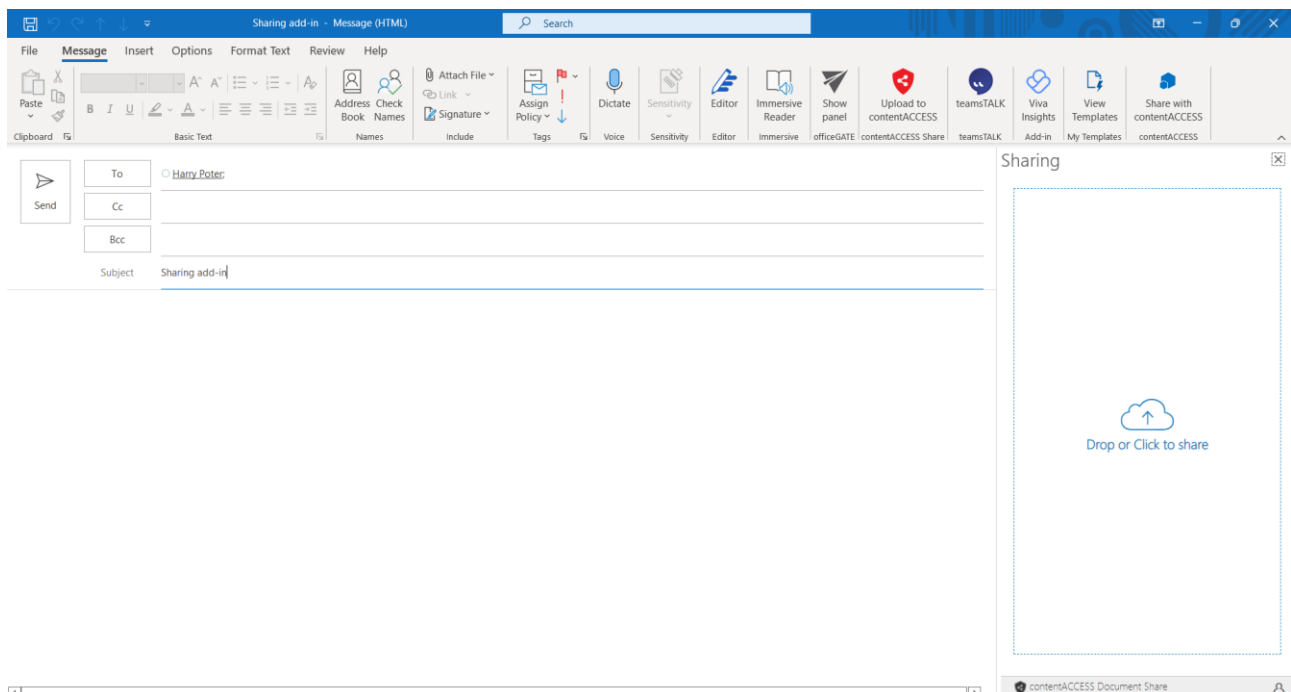 Sharing add-in - Message (HTML)
Search
File Message Insert Options Format Text Review Help
Paste
Clipboard
B I U A
A A A
Basic Text
Address Book
Check Names
Names
Attach File
Link
Signature
Include
Assign Policy
Tags
Dictate
Voice
Sensitivity
Sensitivity
Editor
Editor
Immersive Reader
Immersive
Show panel
officeGATE
Upload to contentACCESS
contentACCESS Share
teamsTALK
teamsTALK
Viva Insights
Add-in
View Templates
My Templates
Share with contentACCESS
contentACCESS
Send
To
Harry Poter;
Cc
Bcc
Subject
Sharing add-in
Sharing
Drop or Click to share
contentACCESS Document Share